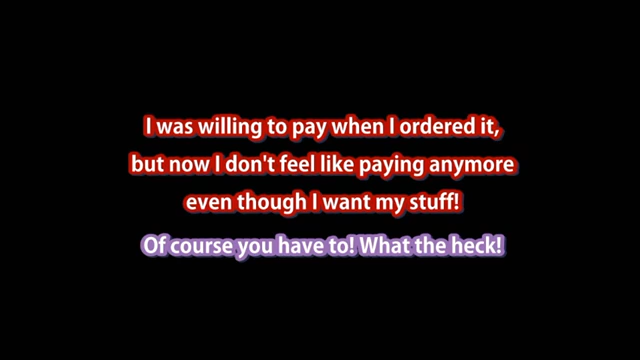 I was willing to pay when I ordered it,
but now I don't feel like paying anymore
even though I want my stuff!
Of course you have to! What the heck!